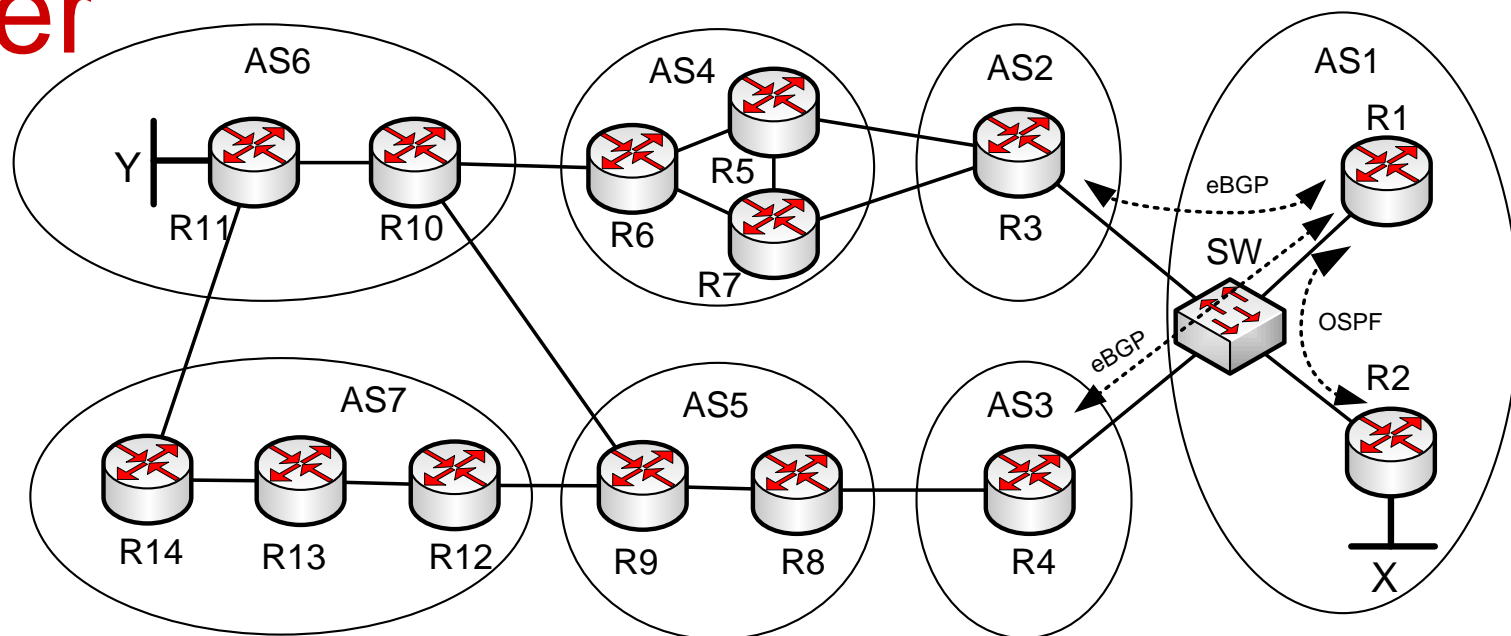 er
AS6
AS4
AS2
AS1
R1
Y
R5
eBGP
R11
R10
R6
R3
SW
R7
OSPF
eBGP
R2
AS7
AS5
AS3
R14
R13
R12
R9
R8
R4
X